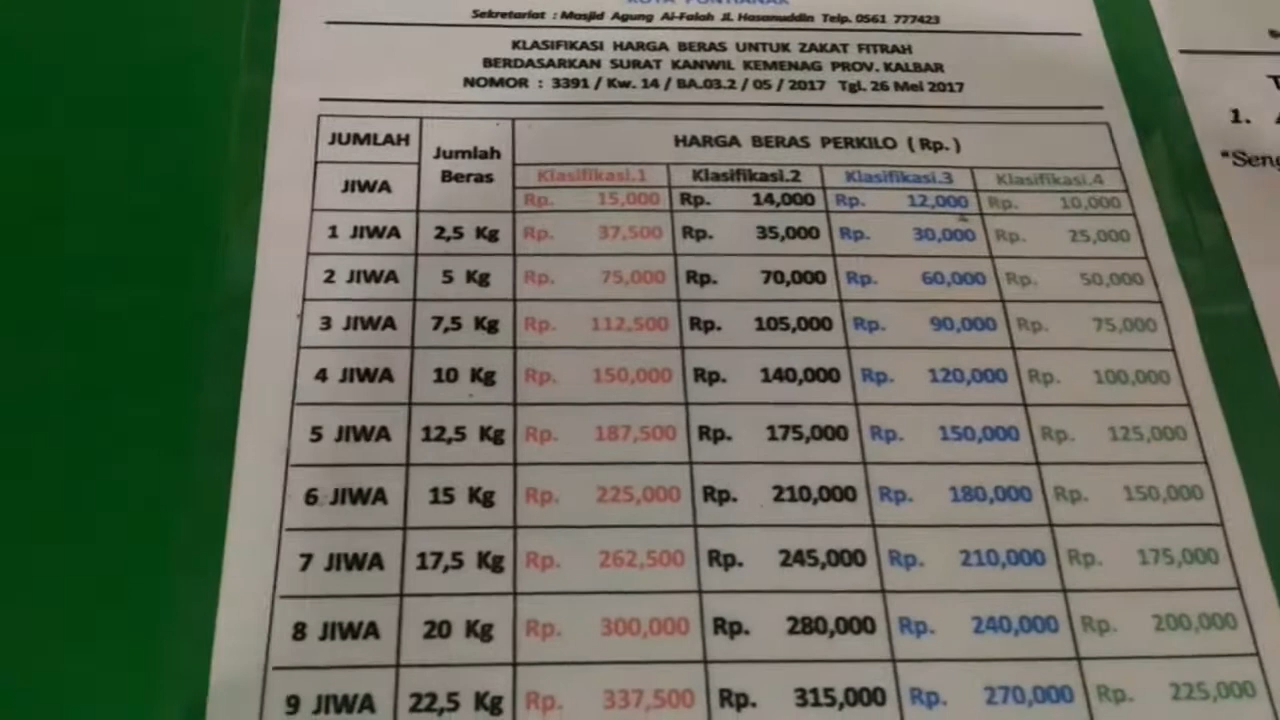 KOTA PONTIANAK
Sekretariat : Masjid Agung Al-Falah Jl. Hasanuddin Telp. 0561 777423
KLASIFIKASI HARGA BERAS UNTUK ZAKAT FITRAH
BERDASARKAN SURAT KANWIL KEMENAG PROV. KALBAR
NOMOR : 3391 / Kw. 14 / BA.03.2 / 05 / 2017 Tgl. 26 Mei 2017
JUMLAH JIWA Jumlah Beras HARGA BERAS PERKILO ( Rp. )
Klasifikasi.1 Klasifikasi.2 Klasifikasi.3 Klasifikasi.4
Rp. 15,000 Rp. 14,000 Rp. 12,000 Rp. 10,000
1 JIWA 2,5 Kg Rp. 37,500 Rp. 35,000 Rp. 30,000 Rp. 25,000
2 JIWA 5 Kg Rp. 75,000 Rp. 70,000 Rp. 60,000 Rp. 50,000
3 JIWA 7,5 Kg Rp. 112,500 Rp. 105,000 Rp. 90,000 Rp. 75,000
4 JIWA 10 Kg Rp. 150,000 Rp. 140,000 Rp. 120,000 Rp. 100,000
5 JIWA 12,5 Kg Rp. 187,500 Rp. 175,000 Rp. 150,000 Rp. 125,000
6 JIWA 15 Kg Rp. 225,000 Rp. 210,000 Rp. 180,000 Rp. 150,000
7 JIWA 17,5 Kg Rp. 262,500 Rp. 245,000 Rp. 210,000 Rp. 175,000
8 JIWA 20 Kg Rp. 300,000 Rp. 280,000 Rp. 240,000 Rp. 200,000
9 JIWA 22,5 Kg Rp. 337,500 Rp. 315,000 Rp. 270,000 Rp. 225,000
1.
"Seng